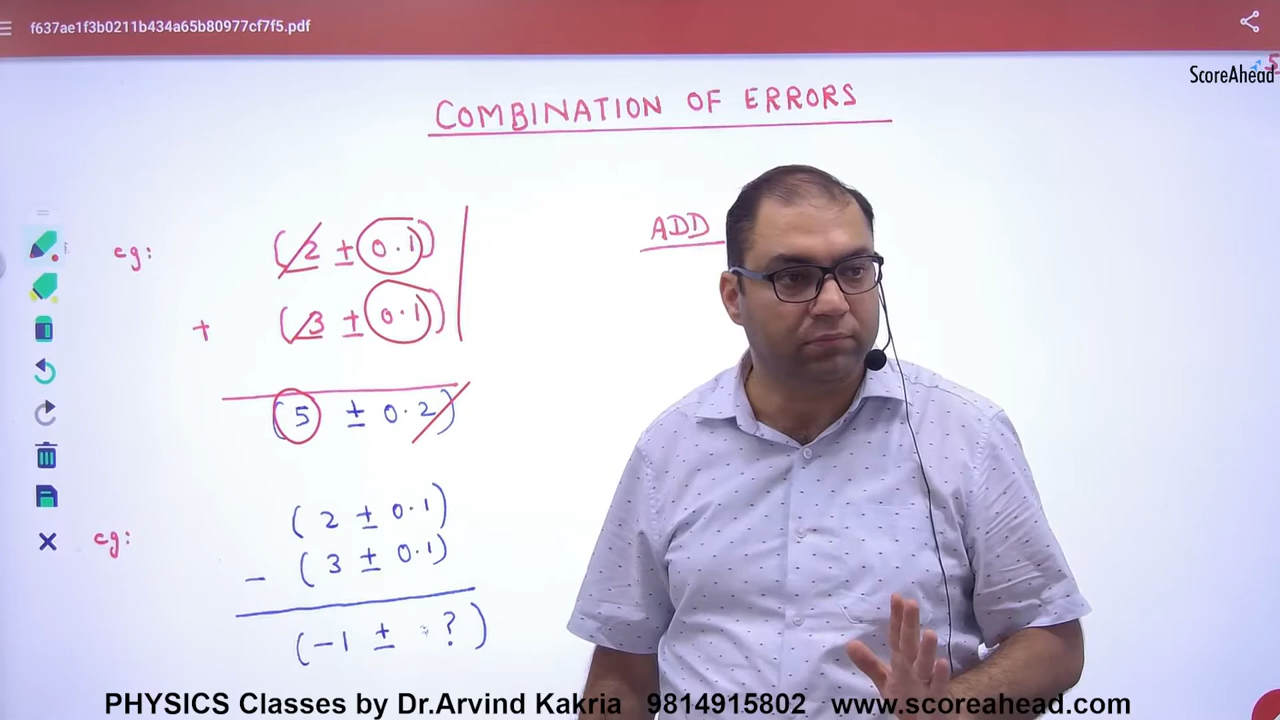 f637ae1f3b0211b434a65b80977cf7f5.pdf
ScoreAhead
COMBINATION OF ERRORS
eg: (2 ± 0.1)
+ (3 ± 0.1)
(5 ± 0.2)
ADD
eg: (2 ± 0.1)
- (3 ± 0.1)
(-1 ± ?)
PHYSICS Classes by Dr.Arvind Kakria 9814915802 www.scoreahead.com